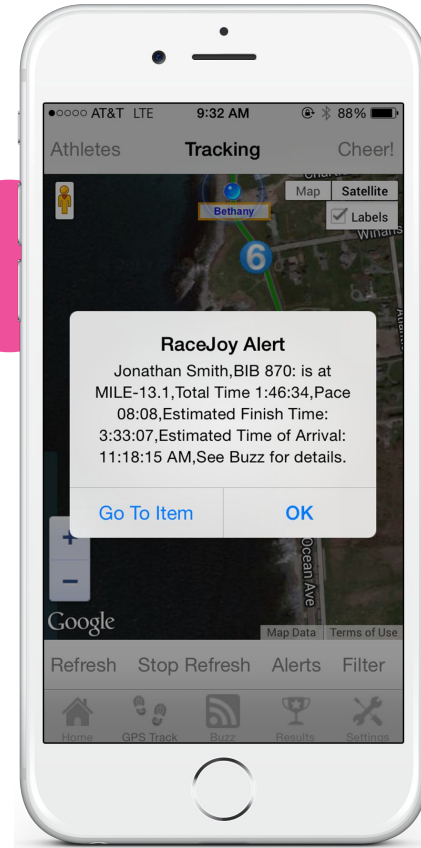 AT&T LTE 9:32 AM 88%
Athletes Tracking Cheer!
Map Satellite
Bethany
Labels
Winans
6
RaceJoy Alert
Jonathan Smith,BIB 870: is at
MILE-13.1,Total Time 1:46:34,Pace
08:08,Estimated Finish Time:
3:33:07,Estimated Time of Arrival:
11:18:15 AM,See Buzz for details.
Go To Item OK
+
Ocean Ave
−
Google
Map Data Terms of Use
Refresh Stop Refresh Alerts Filter
Home GPS Track Buzz Results Settings